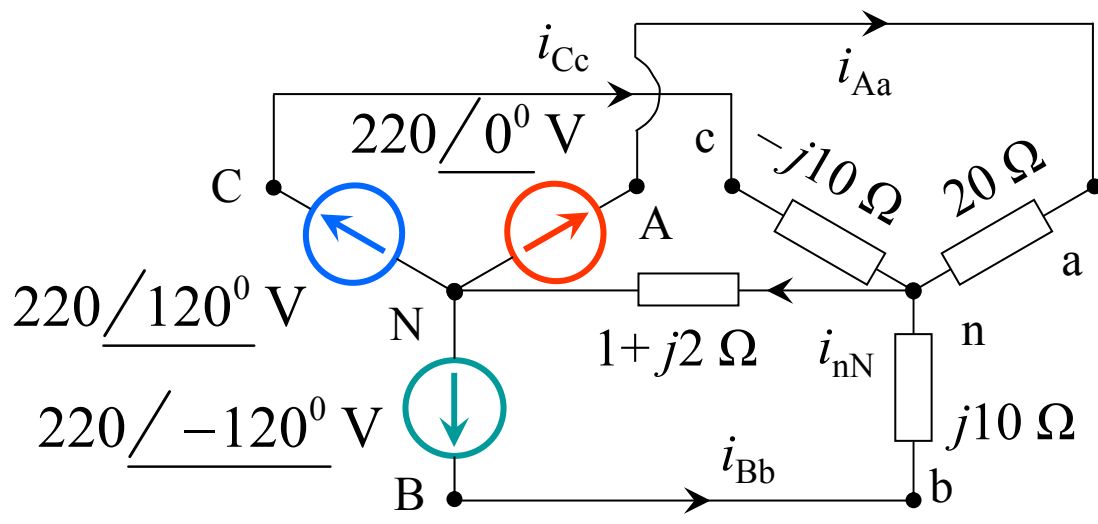 i_Cc
i_Aa
220/0⁰ V
c
−j10 Ω
20 Ω
C
A
a
220/120⁰ V
N
1+ j2 Ω
i_nN
n
220/ −120⁰ V
j10 Ω
i_Bb
B
b